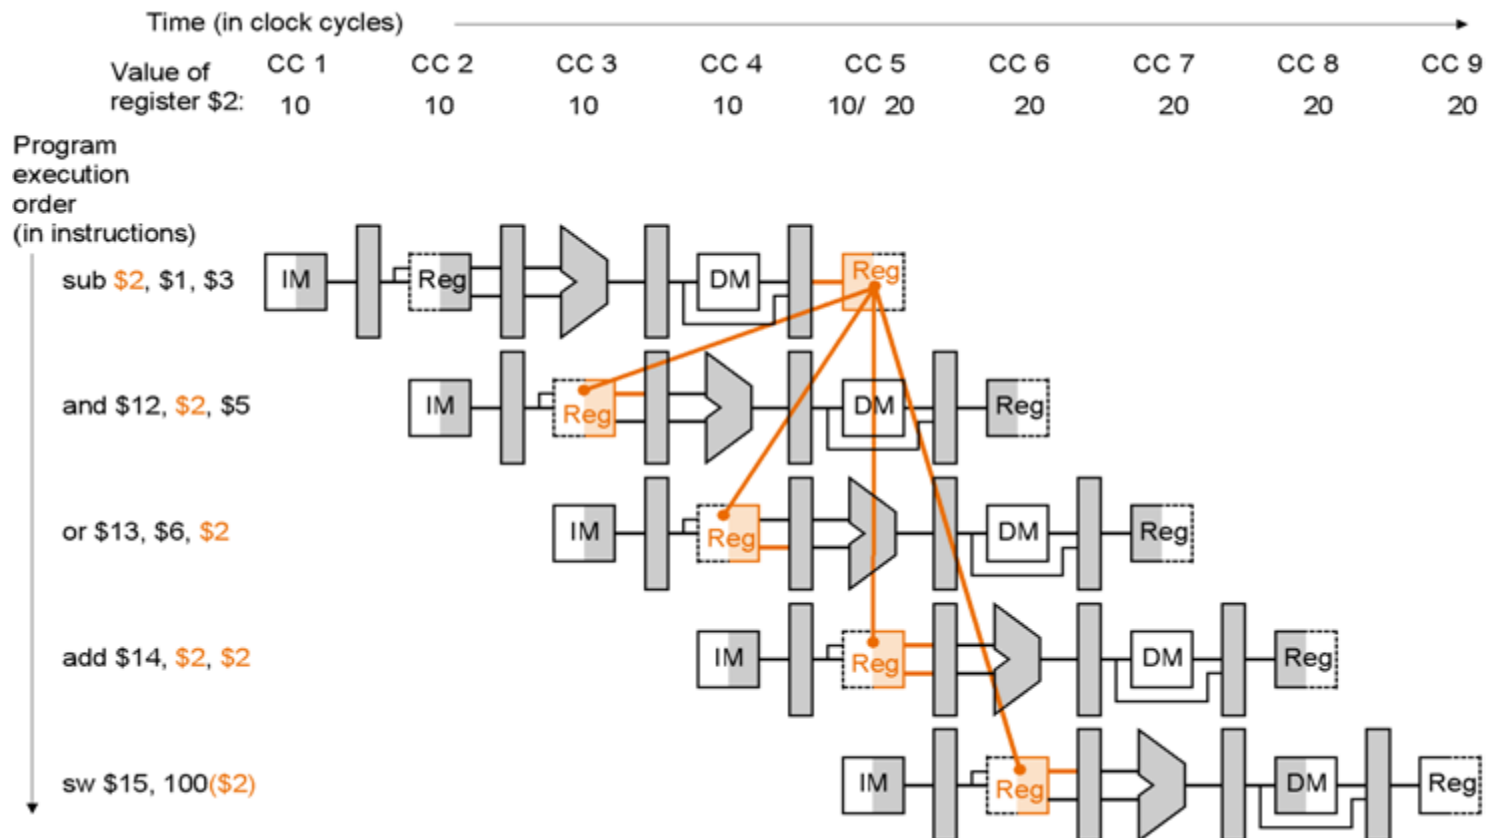 Time (in clock cycles)
Value of
register $2:
CC 1 CC 2 CC 3 CC 4 CC 5 CC 6 CC 7 CC 8 CC 9
10 10 10 10 10/ 20 20 20 20 20
Program
execution
order
(in instructions)
sub $2, $1, $3
IM Reg DM Reg
and $12, $2, $5
IM Reg DM Reg
or $13, $6, $2
IM Reg DM Reg
add $14, $2, $2
IM Reg DM Reg
sw $15, 100($2)
IM Reg DM Reg